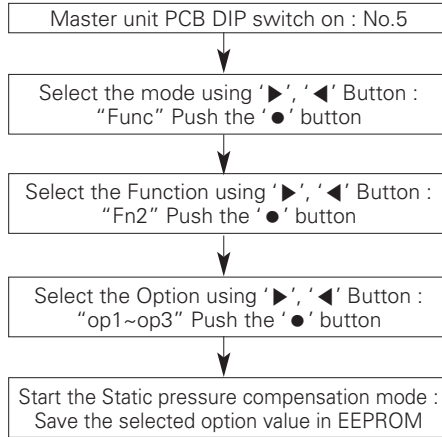 Master unit PCB DIP switch on : No.5
Select the mode using ‘▶’, ‘◀’ Button :
“Func” Push the ‘●’ button
Select the Function using ‘▶’, ‘◀’ Button :
“Fn2” Push the ‘●’ button
Select the Option using ‘▶’, ‘◀’ Button :
“op1~op3” Push the ‘●’ button
Start the Static pressure compensation mode :
Save the selected option value in EEPROM